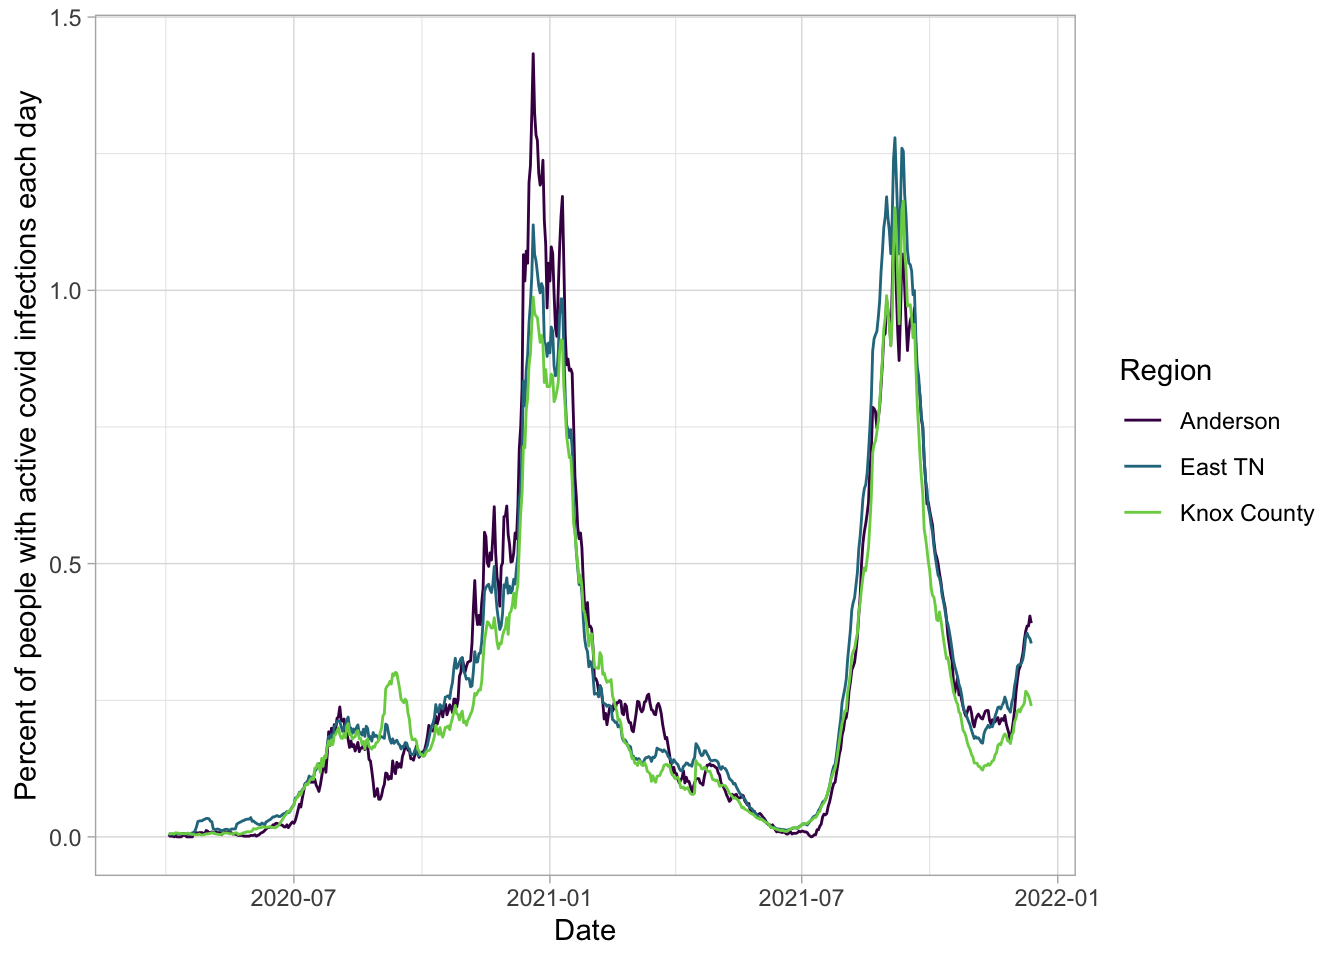 Percent of people with active covid infections each day
1.5
1.0
0.5
0.0
2020-07
2021-01
2021-07
2022-01
Date
Region
Anderson
East TN
Knox County